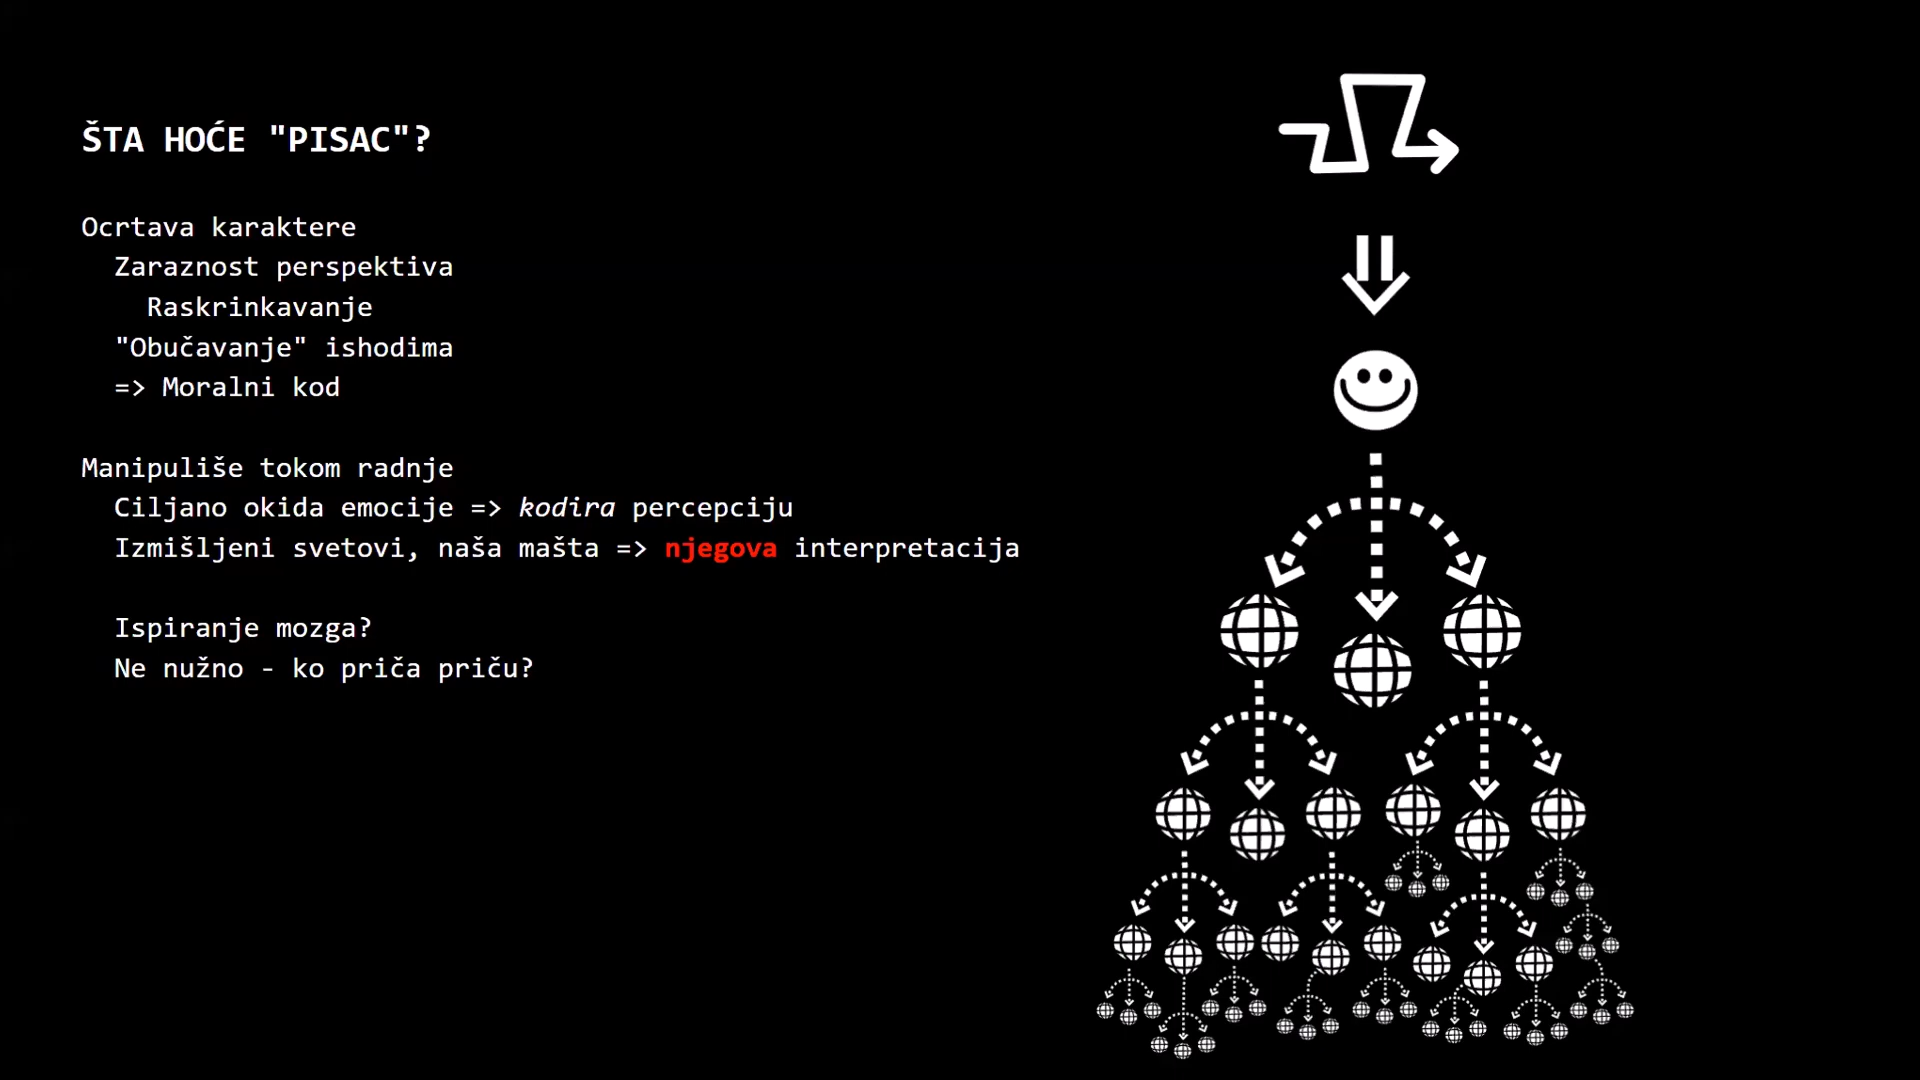 ŠTA HOĆE "PISAC"?
Ocrtava karaktere
Zaraznost perspektiva
Raskrinkavanje
"Obučavanje" ishodima
=> Moralni kod
Manipuliše tokom radnje
Ciljano okida emocije => kodira percepciju
Izmišljeni svetovi, naša mašta => njegova interpretacija
Ispiranje mozga?
Ne nužno - ko priča priču?